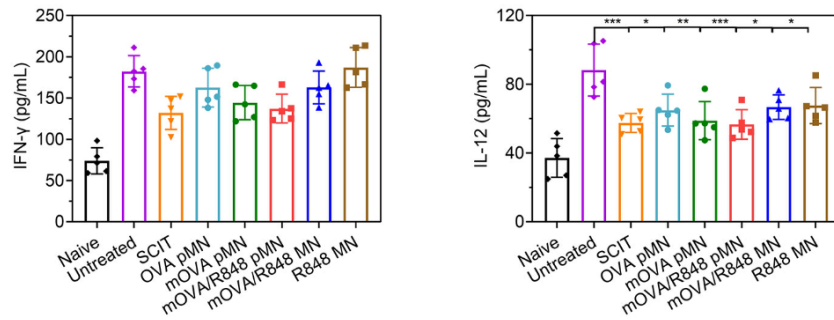 250
200
150
100
50
0
IFN-γ (pg/mL)
Naive
Untreated
SCIT
OVA pMN
mOVA pMN
mOVA/R848 pMN
mOVA/R848 MN
R848 MN
120
80
40
0
IL-12 (pg/mL)
*** * ** *** * *
Naive
Untreated
SCIT
OVA pMN
mOVA pMN
mOVA/R848 pMN
mOVA/R848 MN
R848 MN